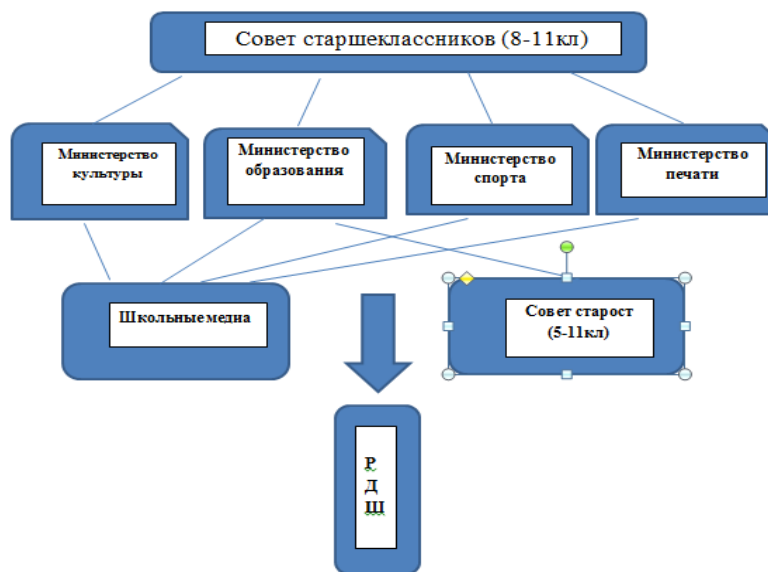 Совет старшеклассников (8-11кл)
Министерство
культуры
Министерство
образования
Министерство
спорта
Министерство
печати
Школьные медиа
Совет старост
(5-11кл)
Р
Д
Ш